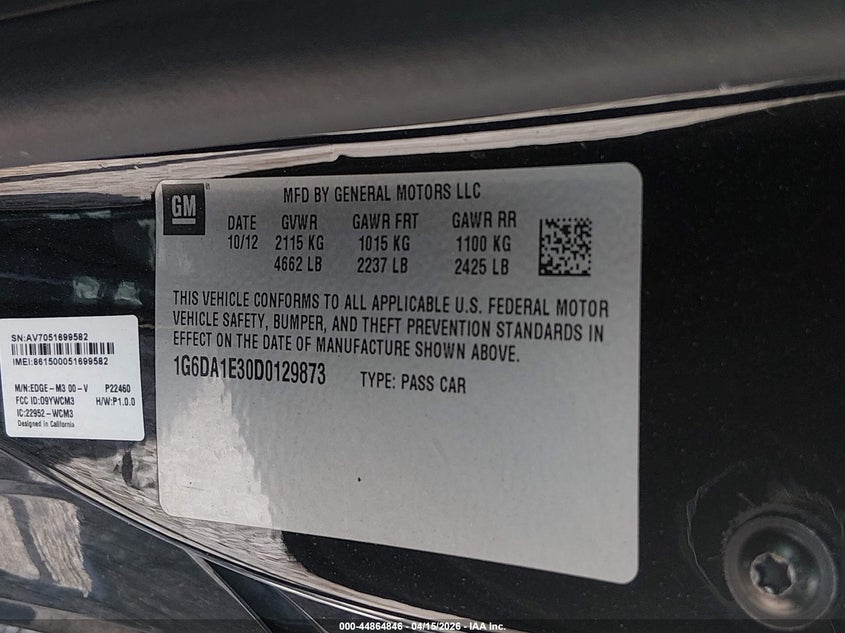 GM
MFD BY GENERAL MOTORS LLC
DATE GVWR GAWR FRT GAWR RR
10/12 2115 KG 1015 KG 1100 KG
4662 LB 2237 LB 2425 LB
THIS VEHICLE CONFORMS TO ALL APPLICABLE U.S. FEDERAL MOTOR
VEHICLE SAFETY, BUMPER, AND THEFT PREVENTION STANDARDS IN
EFFECT ON THE DATE OF MANUFACTURE SHOWN ABOVE.
1G6DA1E30D0129873 TYPE: PASS CAR
SN:AV7051699582
IMEI:861500051699582
M/N:EDGE-M3 00-V P22460
FCC ID:O9YWCM3 H/W:P1.0.0
IC:22952-WCM3
Designed in California
000-44864846 - 04/15/2026 - IAA Inc.